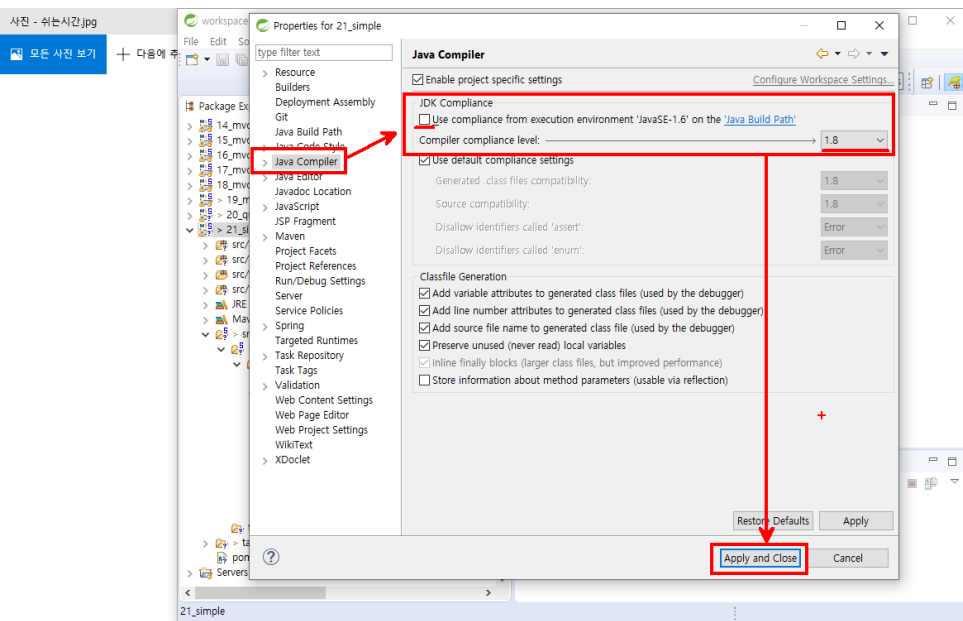 사진 - 쉬는시간.jpg
모든 사진 보기
다음에 추
workspace
File Edit So
Package Ex
14_mvc
15_mvc
16_mvc
17_mvc
18_mvc
> 19_m
> 20_q
> 21_si
src/
src/
src/
src/
JRE
Mav
> sr
> ta
pom
Servers
21_simple
Properties for 21_simple
type filter text
Resource
Builders
Deployment Assembly
Git
Java Build Path
Java Code Style
Java Compiler
Java Editor
Javadoc Location
JavaScript
JSP Fragment
Maven
Project Facets
Project References
Run/Debug Settings
Server
Service Policies
Spring
Targeted Runtimes
Task Repository
Task Tags
Validation
Web Content Settings
Web Page Editor
Web Project Settings
WikiText
XDoclet
Java Compiler
Enable project specific settings Configure Workspace Settings...
JDK Compliance
Use compliance from execution environment 'JavaSE-1.6' on the 'Java Build Path'
Compiler compliance level: 1.8
Use default compliance settings
Generated .class files compatibility: 1.8
Source compatibility: 1.8
Disallow identifiers called 'assert': Error
Disallow identifiers called 'enum': Error
Classfile Generation
Add variable attributes to generated class files (used by the debugger)
Add line number attributes to generated class files (used by the debugger)
Add source file name to generated class file (used by the debugger)
Preserve unused (never read) local variables
Inline finally blocks (larger class files, but improved performance)
Store information about method parameters (usable via reflection)
Restore Defaults Apply
Apply and Close Cancel